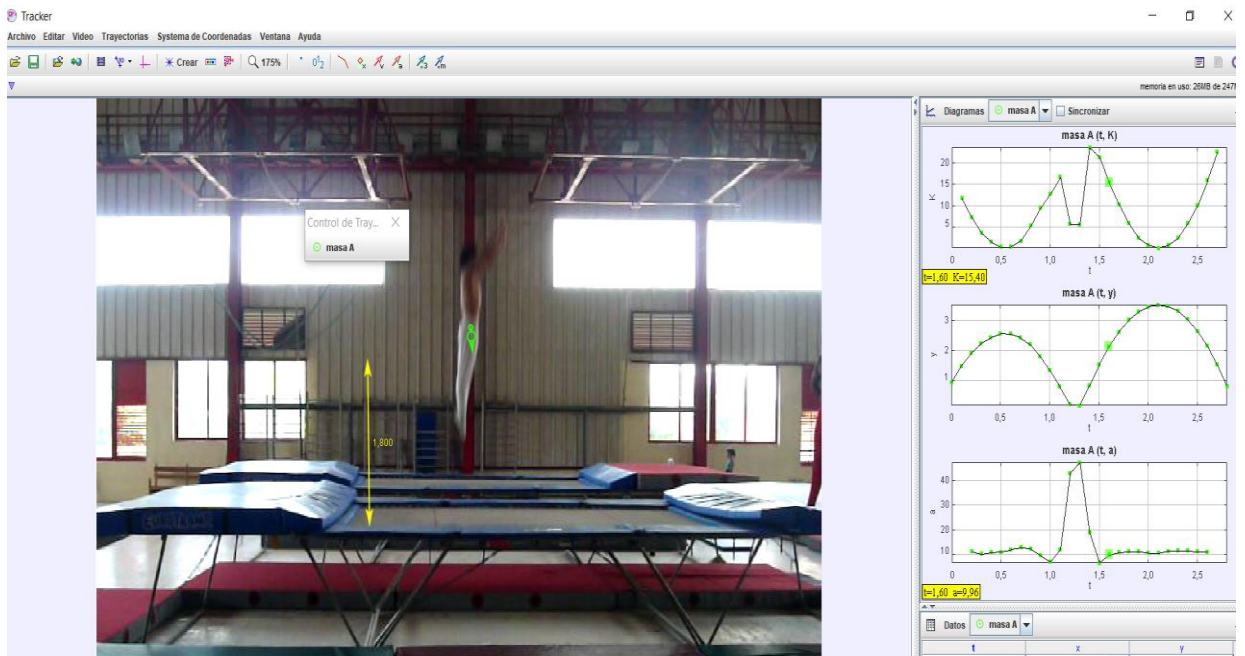 Tracker
Archivo Editar Video Trayectorias Systema de Coordenadas Ventana Ayuda
Crear 175%
memoria en uso: 26MB de 247M
Diagramas masa A Sincronizar
masa A (t, K)
20
15
10
5
K
0 0,5 1,0 1,5 2,0 2,5
t
t=1,60 K=15,40
masa A (t, y)
3
2
1
y
0 0,5 1,0 1,5 2,0 2,5
t
masa A (t, a)
40
30
20
10
a
0 0,5 1,0 1,5 2,0 2,5
t
t=1,60 a=9,96
Datos masa A
t x y
Control de Tray... X
masa A
1,800